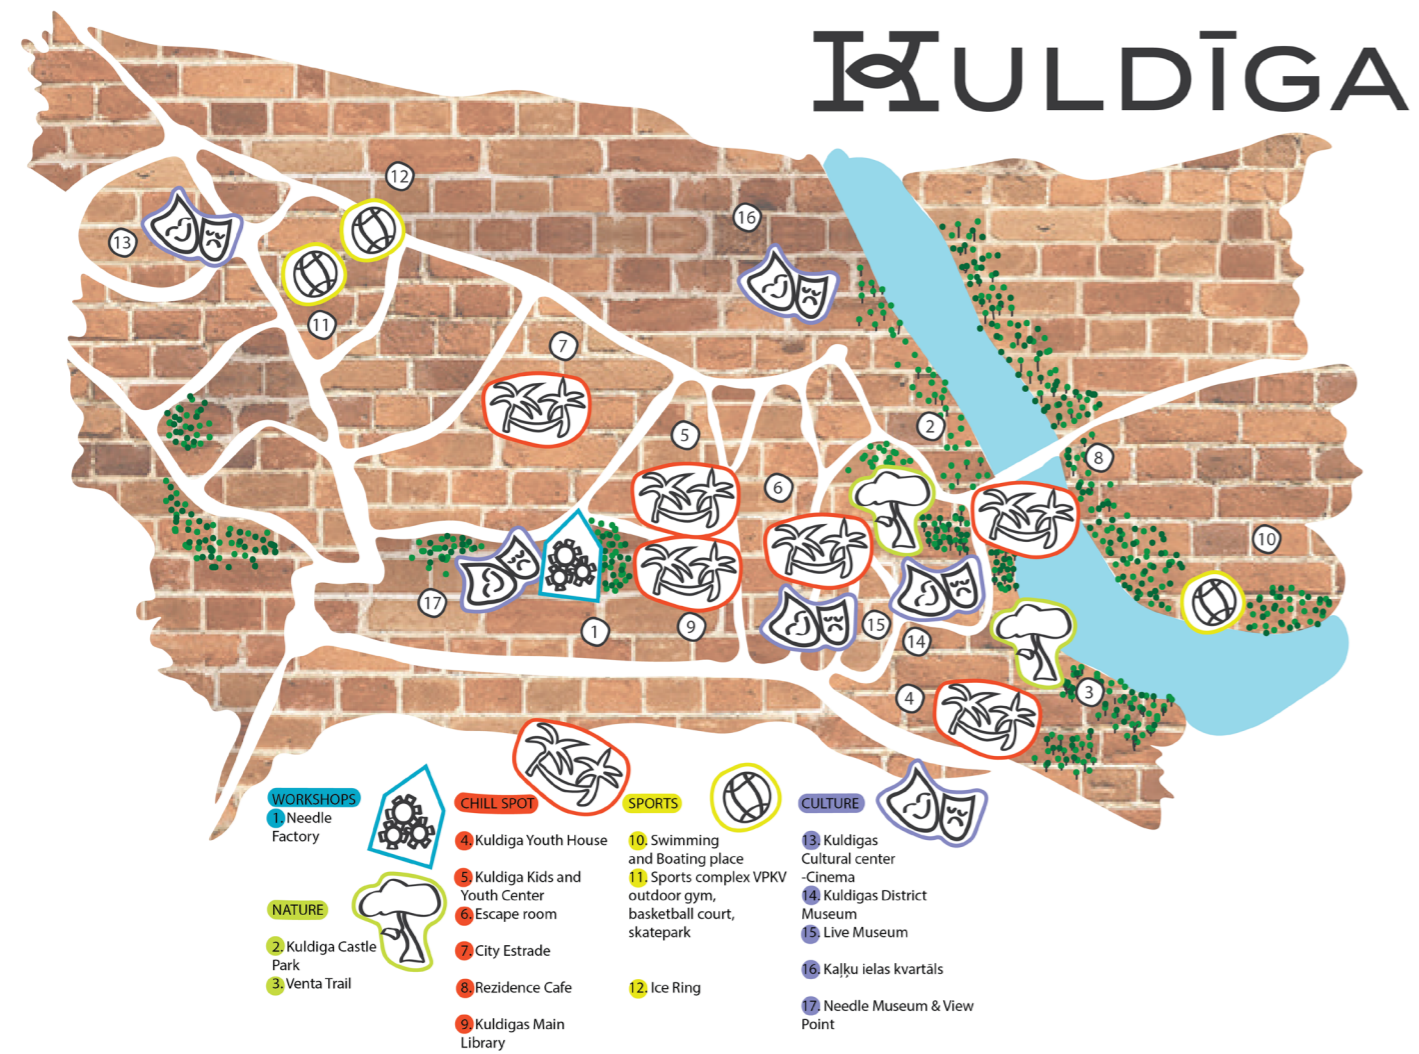 KULDĪGA
12
16
13
11
7
2
5
8
6
10
17
1
9
15
14
4
3
WORKSHOPS
1. Needle
Factory
NATURE
2. Kuldiga Castle
Park
3. Venta Trail
CHILL SPOT
4. Kuldiga Youth House
5. Kuldiga Kids and
Youth Center
6. Escape room
7. City Estrade
8. Rezidence Cafe
9. Kuldigas Main
Library
SPORTS
10. Swimming
and Boating place
11. Sports complex VPKV
outdoor gym,
basketball court,
skatepark
12. Ice Ring
CULTURE
13. Kuldigas
Cultural center
-Cinema
14. Kuldigas District
Museum
15. Live Museum
16. Kaļķu ielas kvartāls
17. Needle Museum & View
Point